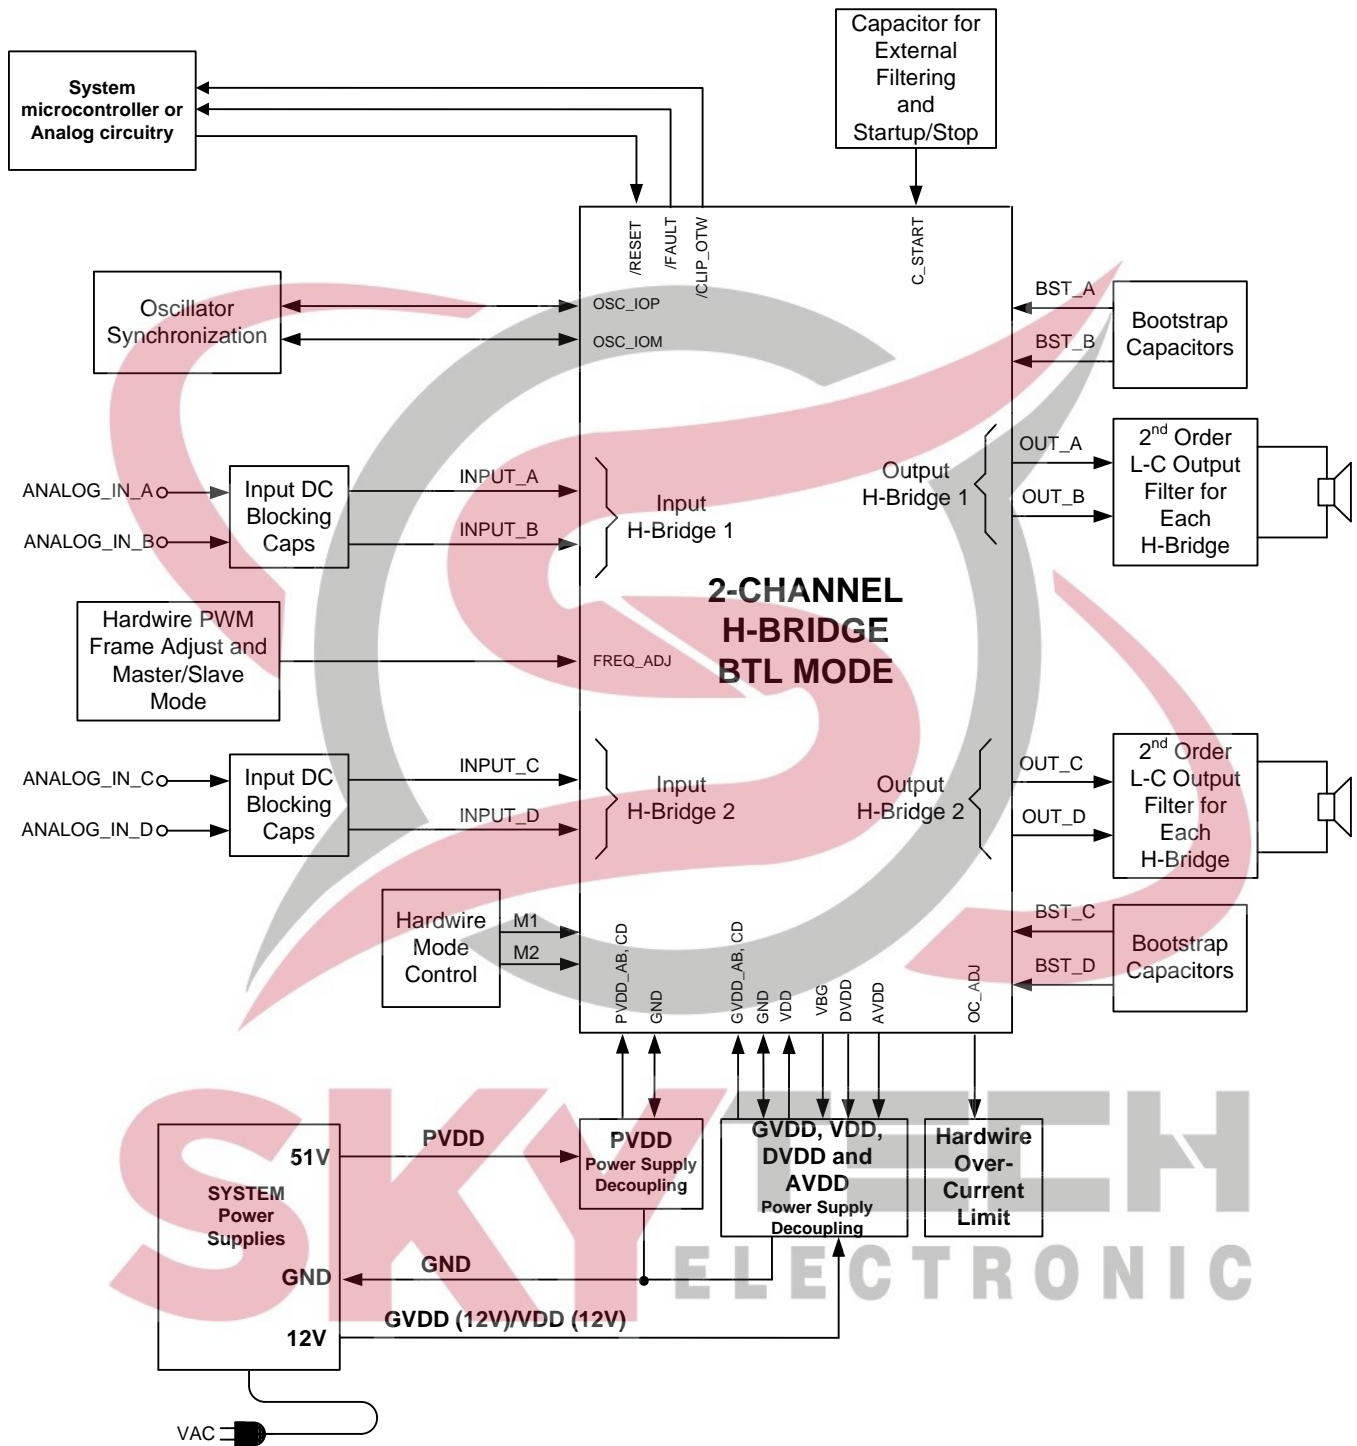 Capacitor for
External
Filtering
and
Startup/Stop
System
microcontroller or
Analog circuitry
/RESET
/FAULT
/CLIP_OTW
C_START
Oscillator
Synchronization
OSC_IOP
OSC_IOM
BST_A
BST_B
Bootstrap
Capacitors
ANALOG_IN_A
ANALOG_IN_B
Input DC
Blocking
Caps
INPUT_A
INPUT_B
Input
H-Bridge 1
Output
H-Bridge 1
OUT_A
OUT_B
2nd Order
L-C Output
Filter for
Each
H-Bridge
2-CHANNEL
H-BRIDGE
BTL MODE
Hardwire PWM
Frame Adjust and
Master/Slave
Mode
FREQ_ADJ
ANALOG_IN_C
ANALOG_IN_D
Input DC
Blocking
Caps
INPUT_C
INPUT_D
Input
H-Bridge 2
Output
H-Bridge 2
OUT_C
OUT_D
2nd Order
L-C Output
Filter for
Each
H-Bridge
Hardwire
Mode
Control
M1
M2
PVDD_AB, CD
GND
GVDD_AB, CD
GND
VDD
VBG
DVDD
AVDD
OC_ADJ
BST_C
BST_D
Bootstrap
Capacitors
51V
SYSTEM
Power
Supplies
GND
12V
PVDD
PVDD
Power Supply
Decoupling
GVDD, VDD,
DVDD and
AVDD
Power Supply
Decoupling
Hardwire
Over-
Current
Limit
GND
GVDD (12V)/VDD (12V)
VAC
SKYTECH
ELECTRONIC